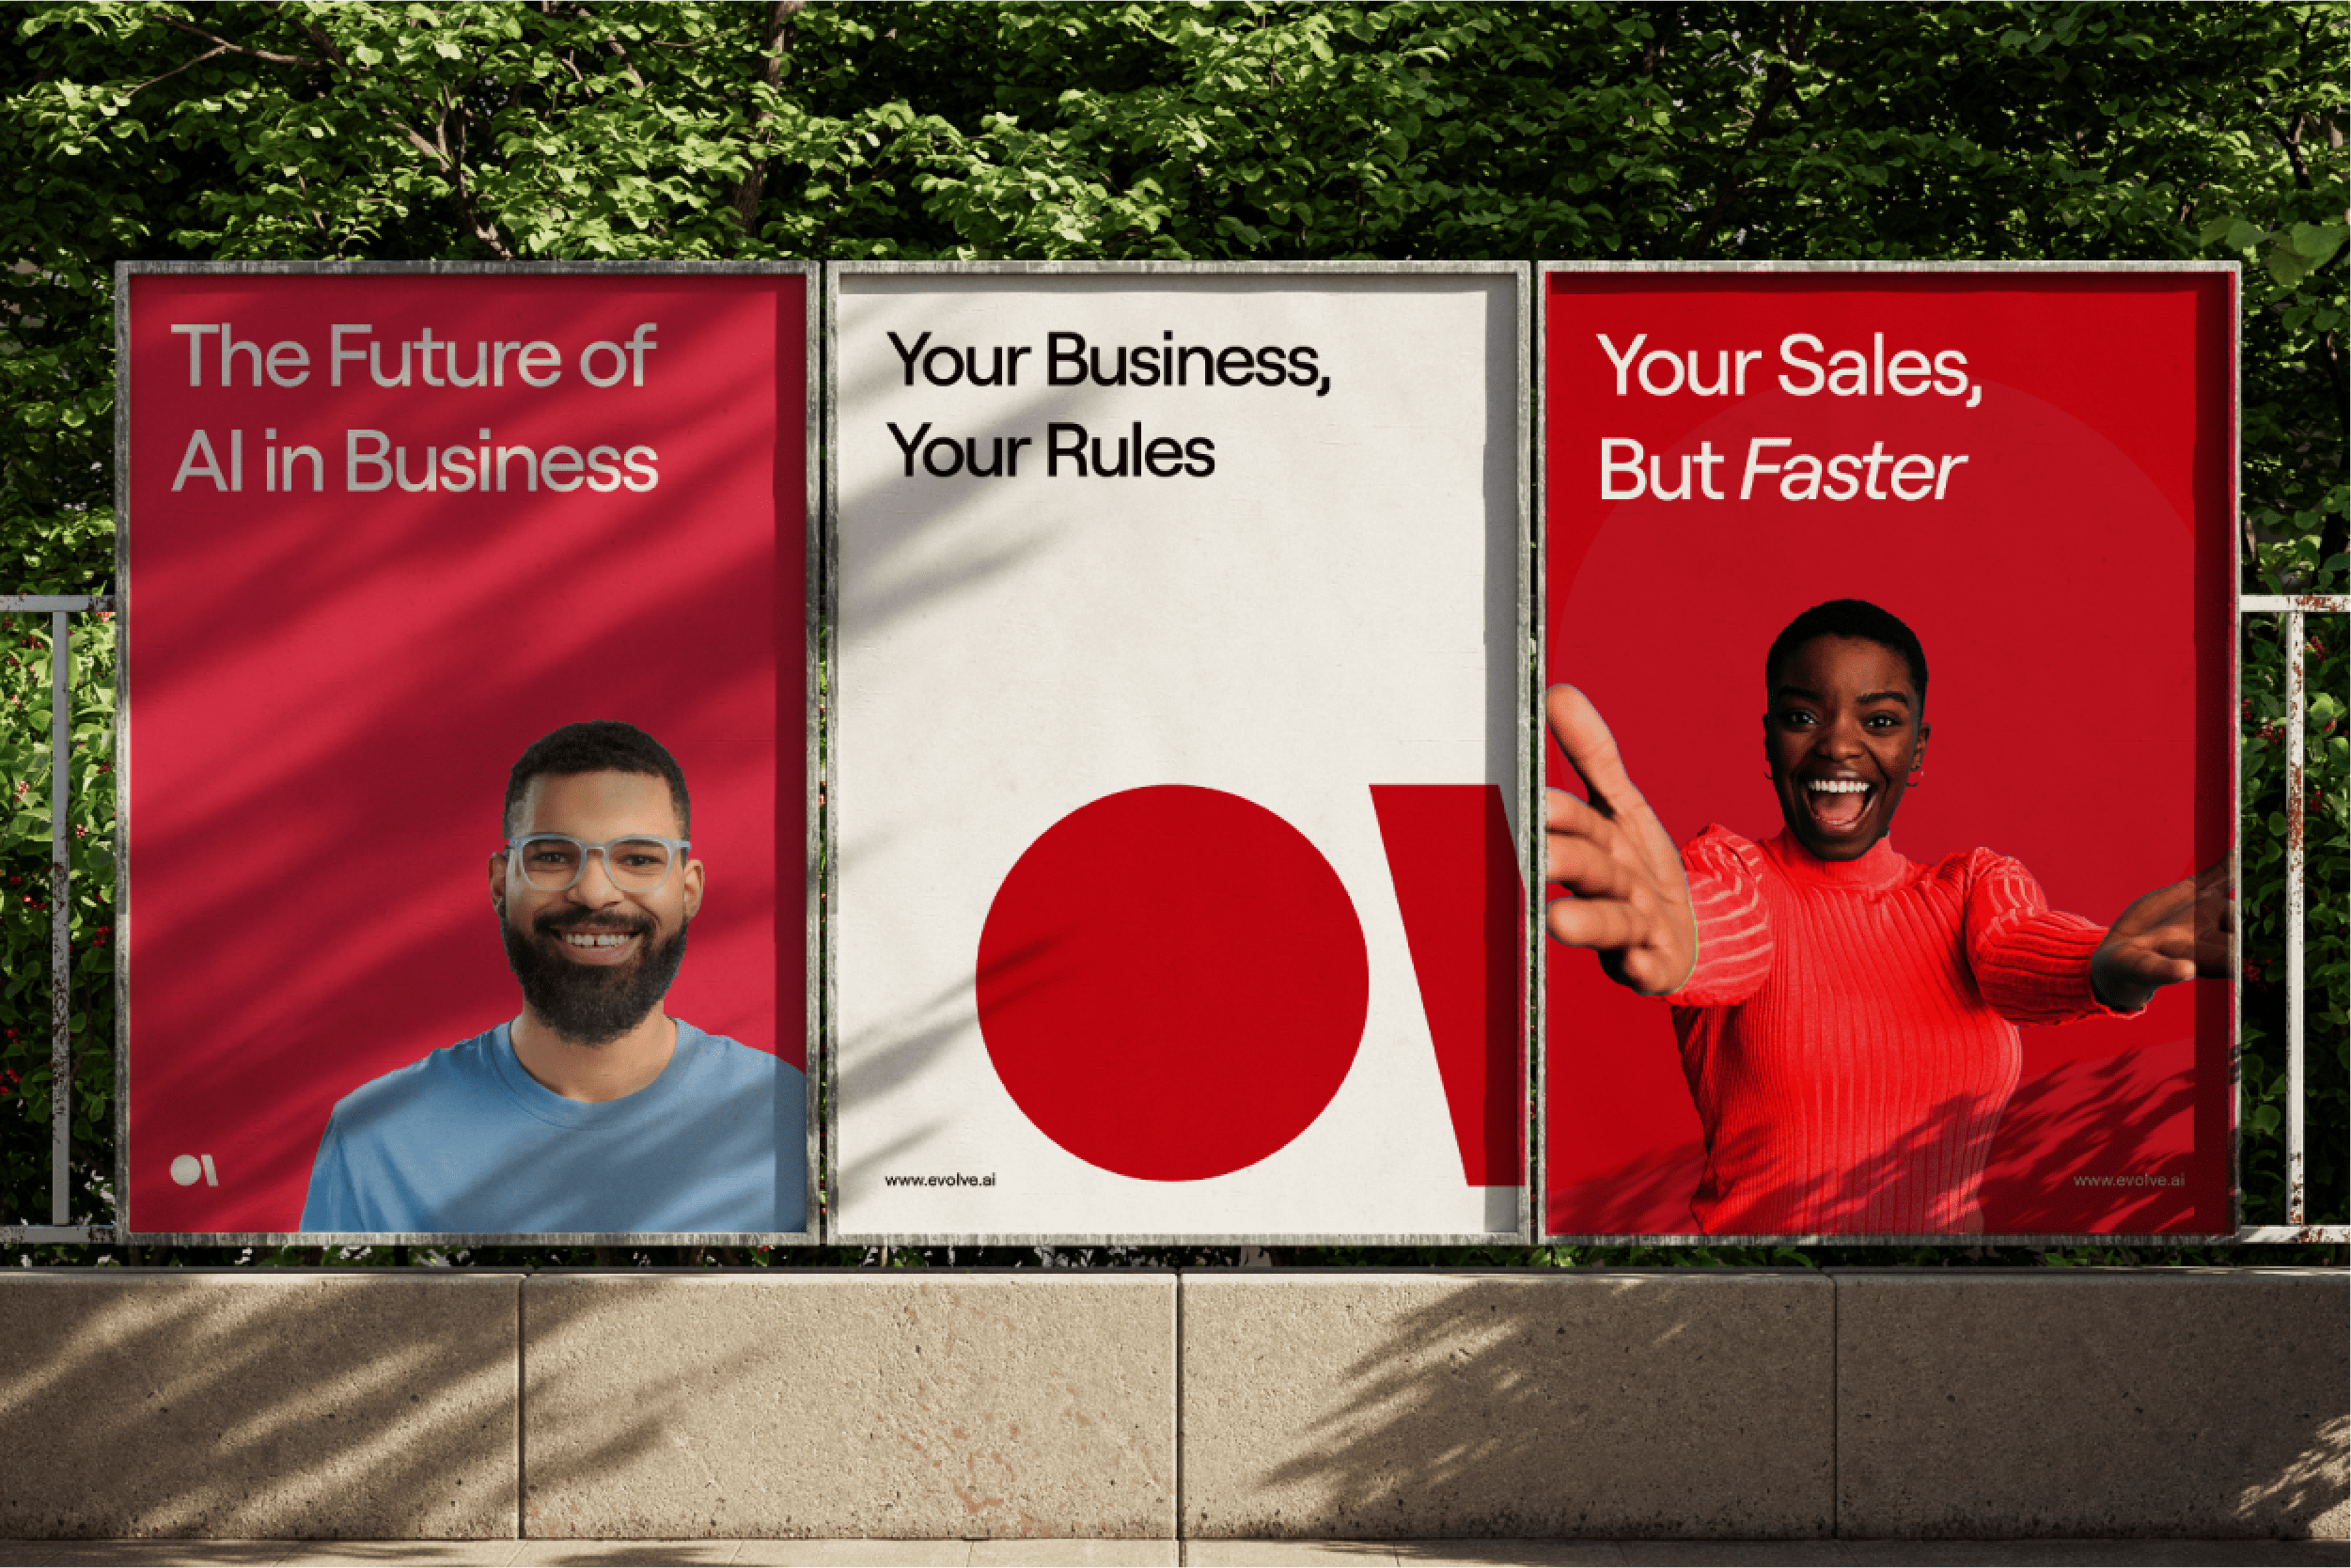 The Future of
AI in Business
Your Business,
Your Rules
www.evolve.ai
Your Sales,
But Faster
www.evolve.ai